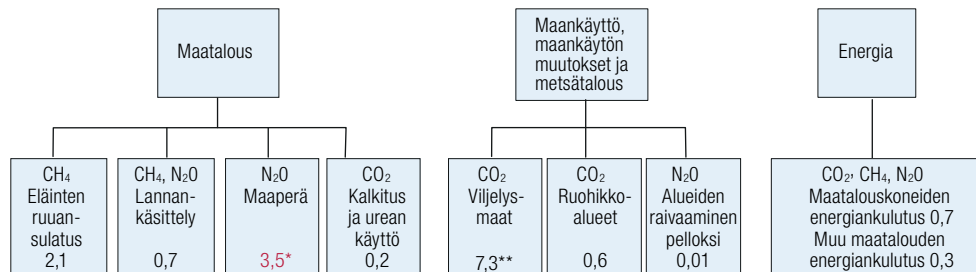 Maatalous
Maankäyttö,
maankäytön
muutokset ja
metsätalous
Energia
CH₄
Eläinten
ruuan-
sulatus
2,1
CH₄, N₂O
Lannan-
käsittely
0,7
N₂O
Maaperä
3,5*
CO₂
Kalkitus
ja urean
käyttö
0,2
CO₂
Viljelys-
maat
7,3**
CO₂
Ruohikko-
alueet
0,6
N₂O
Alueiden
raivaaminen
pelloksi
0,01
CO₂, CH₄, N₂O
Maatalouskoneiden
energiankulutus 0,7
Muu maatalouden
energiankulutus 0,3